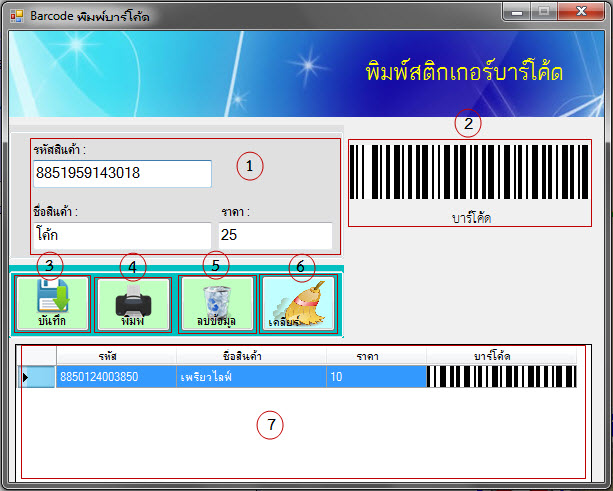 Barcode พิมพ์บาร์โค้ด
พิมพ์สติกเกอร์บาร์โค้ด
2
รหัสสินค้า :
1
8851959143018
ชื่อสินค้า :
ราคา :
โค้ก
25
บาร์โค้ด
3
4
5
6
บันทึก
พิมพ์
ลบข้อมูล
เคลียร์
รหัส
ชื่อสินค้า
ราคา
บาร์โค้ด
8850124003850
เพรียวไลฟ์
10
7